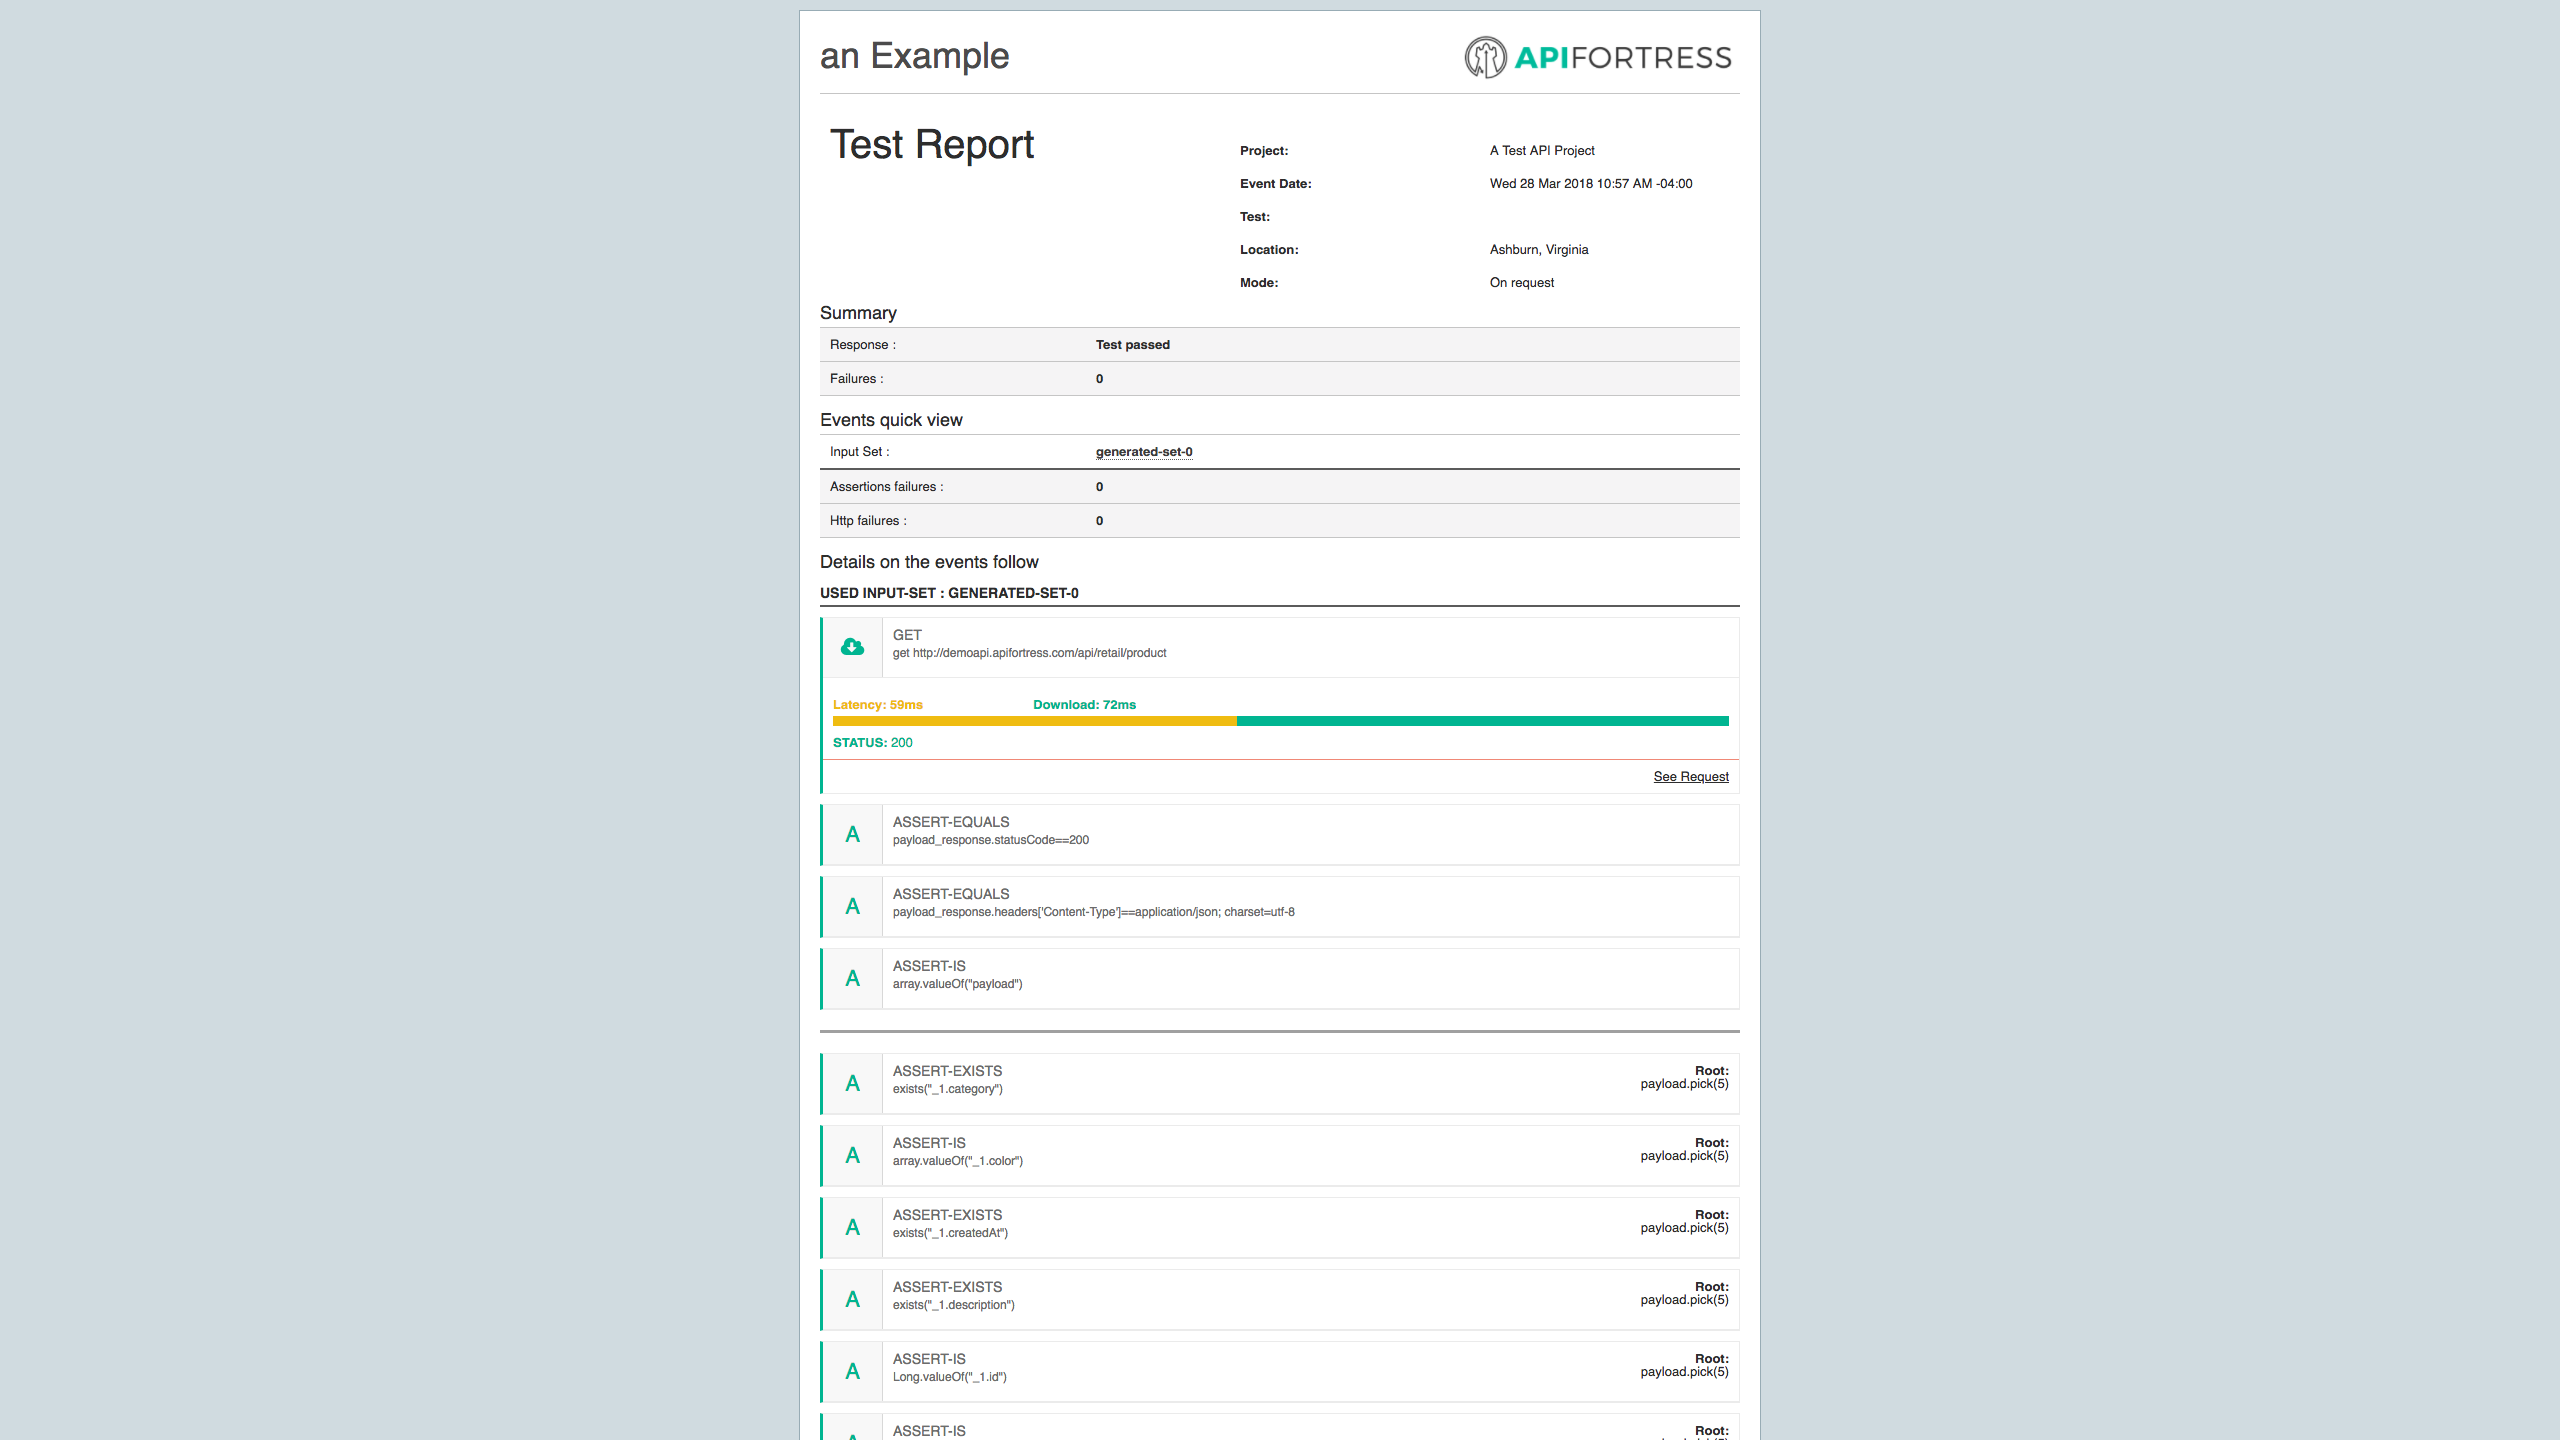 an Example
APIFORTRESS
Test Report
Project: A Test API Project
Event Date: Wed 28 Mar 2018 10:57 AM -04:00
Test:
Location: Ashburn, Virginia
Mode: On request
Summary
Response : Test passed
Failures : 0
Events quick view
Input Set : generated-set-0
Assertions failures : 0
Http failures : 0
Details on the events follow
USED INPUT-SET : GENERATED-SET-0
GET
get http://demoapi.apifortress.com/api/retail/product
Latency: 59ms Download: 72ms
STATUS: 200
See Request
A ASSERT-EQUALS
payload_response.statusCode==200
A ASSERT-EQUALS
payload_response.headers['Content-Type']==application/json; charset=utf-8
A ASSERT-IS
array.valueOf("payload")
A ASSERT-EXISTS Root:
exists("_1.category") payload.pick(5)
A ASSERT-IS Root:
array.valueOf("_1.color") payload.pick(5)
A ASSERT-EXISTS Root:
exists("_1.createdAt") payload.pick(5)
A ASSERT-EXISTS Root:
exists("_1.description") payload.pick(5)
A ASSERT-IS Root:
Long.valueOf("_1.id") payload.pick(5)
ASSERT-IS Root: